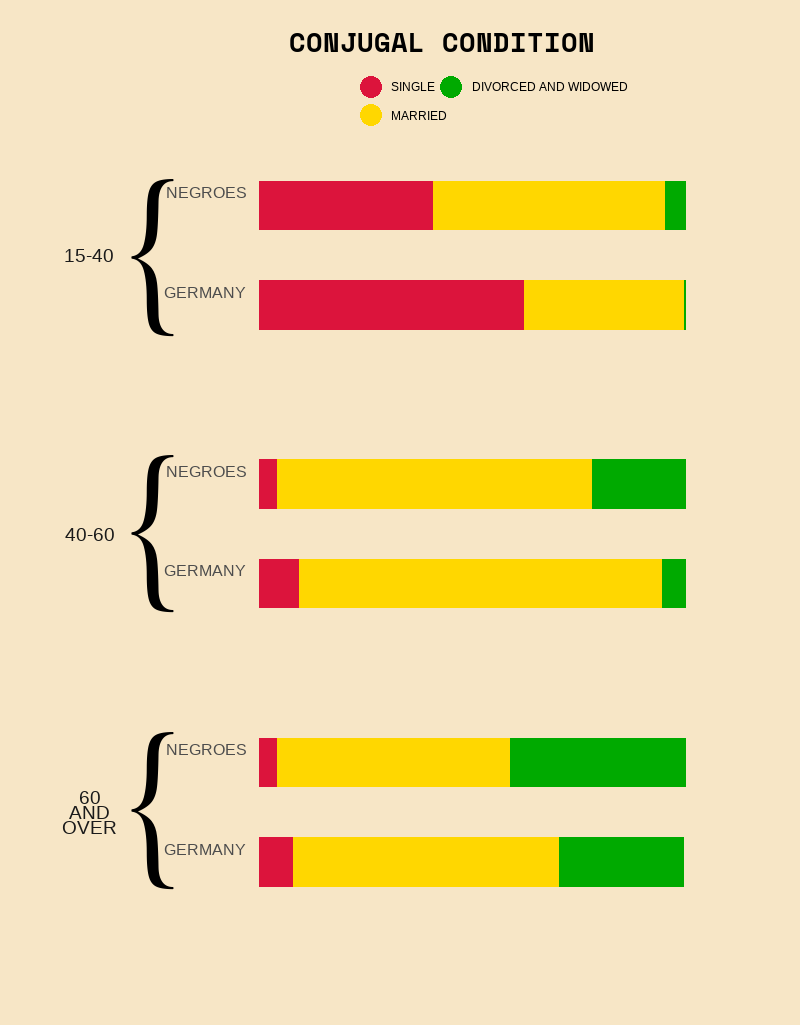 CONJUGAL CONDITION
SINGLE
DIVORCED AND WIDOWED
MARRIED
15-40
NEGROES
GERMANY
40-60
NEGROES
GERMANY
60
AND
OVER
NEGROES
GERMANY